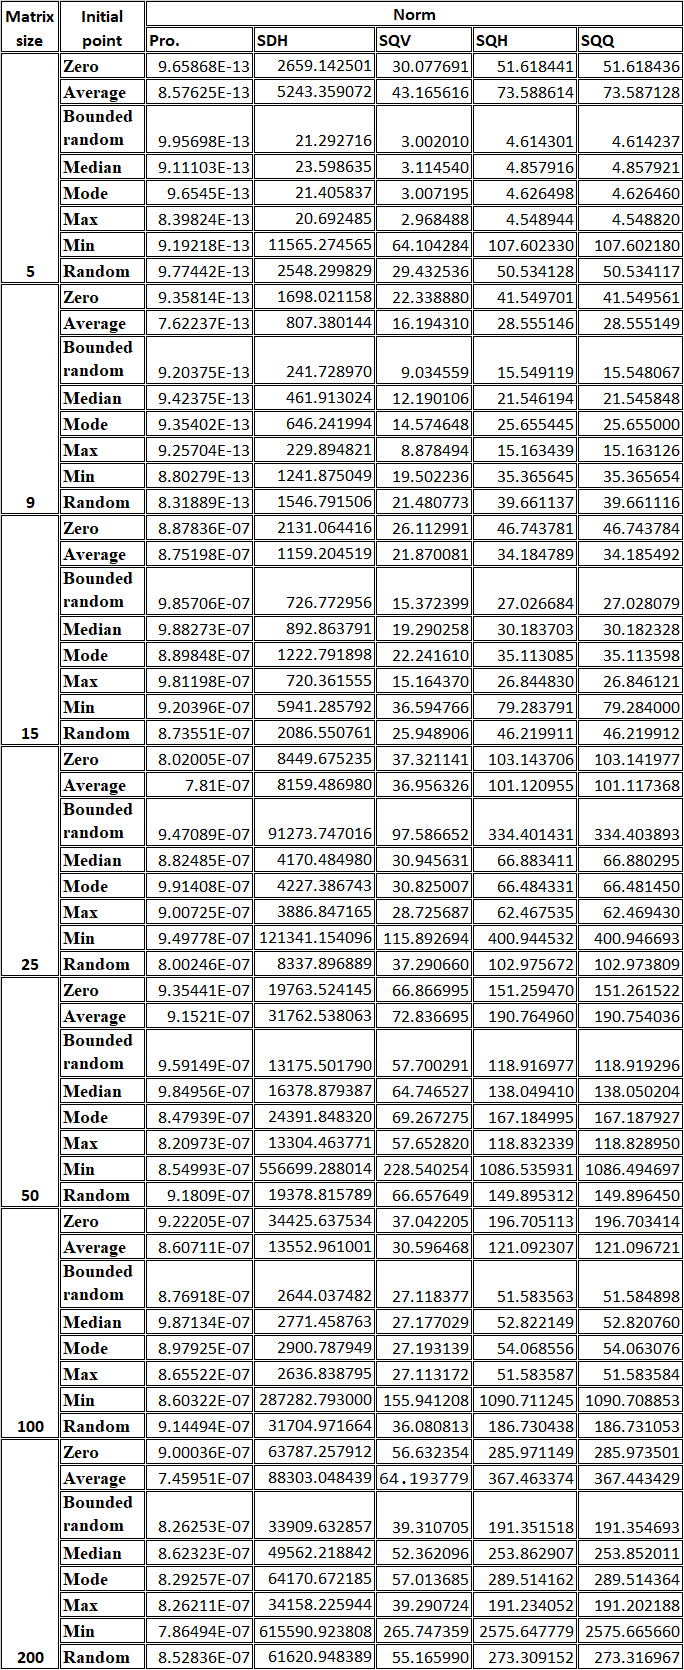 Matrix size Initial point Norm
Pro. SDH SQV SQH SQQ
Zero 9.65868E-13 2659.142501 30.077691 51.618441 51.618436
Average 8.57625E-13 5243.359072 43.165616 73.588614 73.587128
Bounded
random 9.95698E-13 21.292716 3.002010 4.614301 4.614237
Median 9.11103E-13 23.598635 3.114540 4.857916 4.857921
Mode 9.6545E-13 21.405837 3.007195 4.626498 4.626460
Max 8.39824E-13 20.692485 2.968488 4.548944 4.548820
Min 9.19218E-13 11565.274565 64.104284 107.602330 107.602180
5 Random 9.77442E-13 2548.299829 29.432536 50.534128 50.534117
Zero 9.35814E-13 1698.021158 22.338880 41.549701 41.549561
Average 7.62237E-13 807.380144 16.194310 28.555146 28.555149
Bounded
random 9.20375E-13 241.728970 9.034559 15.549119 15.548067
Median 9.42375E-13 461.913024 12.190106 21.546194 21.545848
Mode 9.35402E-13 646.241994 14.574648 25.655445 25.655000
Max 9.25704E-13 229.894821 8.878494 15.163439 15.163126
Min 8.80279E-13 1241.875049 19.502236 35.365645 35.365654
9 Random 8.31889E-13 1546.791506 21.480773 39.661137 39.661116
Zero 8.87836E-07 2131.064416 26.112991 46.743781 46.743784
Average 8.75198E-07 1159.204519 21.870081 34.184789 34.185492
Bounded
random 9.85706E-07 726.772956 15.372399 27.026684 27.028079
Median 9.88273E-07 892.863791 19.290258 30.183703 30.182328
Mode 8.89848E-07 1222.791898 22.241610 35.113085 35.113598
Max 9.81198E-07 720.361555 15.164370 26.844830 26.846121
Min 9.20396E-07 5941.285792 36.594766 79.283791 79.284000
15 Random 8.73551E-07 2086.550761 25.948906 46.219911 46.219912
Zero 8.02005E-07 8449.675235 37.321141 103.143706 103.141977
Average 7.81E-07 8159.486980 36.956326 101.120955 101.117368
Bounded
random 9.47089E-07 91273.747016 97.586652 334.401431 334.403893
Median 8.82485E-07 4170.484980 30.945631 66.883411 66.880295
Mode 9.91408E-07 4227.386743 30.825007 66.484331 66.481450
Max 9.00725E-07 3886.847165 28.725687 62.467535 62.469430
Min 9.49778E-07 121341.154096 115.892694 400.944532 400.946693
25 Random 8.00246E-07 8337.896889 37.290660 102.975672 102.973809
Zero 9.35441E-07 19763.524145 66.866995 151.259470 151.261522
Average 9.1521E-07 31762.538063 72.836695 190.764960 190.754036
Bounded
random 9.59149E-07 13175.501790 57.700291 118.916977 118.919296
Median 9.84956E-07 16378.879387 64.746527 138.049410 138.050204
Mode 8.47939E-07 24391.848320 69.267275 167.184995 167.187927
Max 8.20973E-07 13304.463771 57.652820 118.832339 118.828950
Min 8.54993E-07 556699.288014 228.540254 1086.535931 1086.494697
50 Random 9.1809E-07 19378.815789 66.657649 149.895312 149.896450
Zero 9.22205E-07 34425.637534 37.042205 196.705113 196.703414
Average 8.60711E-07 13552.961001 30.596468 121.092307 121.096721
Bounded
random 8.76918E-07 2644.037482 27.118377 51.583563 51.584898
Median 9.87134E-07 2771.458763 27.177029 52.822149 52.820760
Mode 8.97925E-07 2900.787949 27.193139 54.068556 54.063076
Max 8.65522E-07 2636.838795 27.113172 51.583587 51.583584
Min 8.60322E-07 287282.793000 155.941208 1090.711245 1090.708853
100 Random 9.14494E-07 31704.971664 36.080813 186.730438 186.731053
Zero 9.00036E-07 63787.257912 56.632354 285.971149 285.973501
Average 7.45951E-07 88303.048439 64.193779 367.463374 367.443429
Bounded
random 8.26253E-07 33909.632857 39.310705 191.351518 191.354693
Median 8.62323E-07 49562.218842 52.362096 253.862907 253.852011
Mode 8.29257E-07 64170.672185 57.013685 289.514162 289.514364
Max 8.26211E-07 34158.225944 39.290724 191.234052 191.202188
Min 7.86494E-07 615590.923808 265.747359 2575.647779 2575.665660
200 Random 8.52836E-07 61620.948389 55.165990 273.309152 273.316967